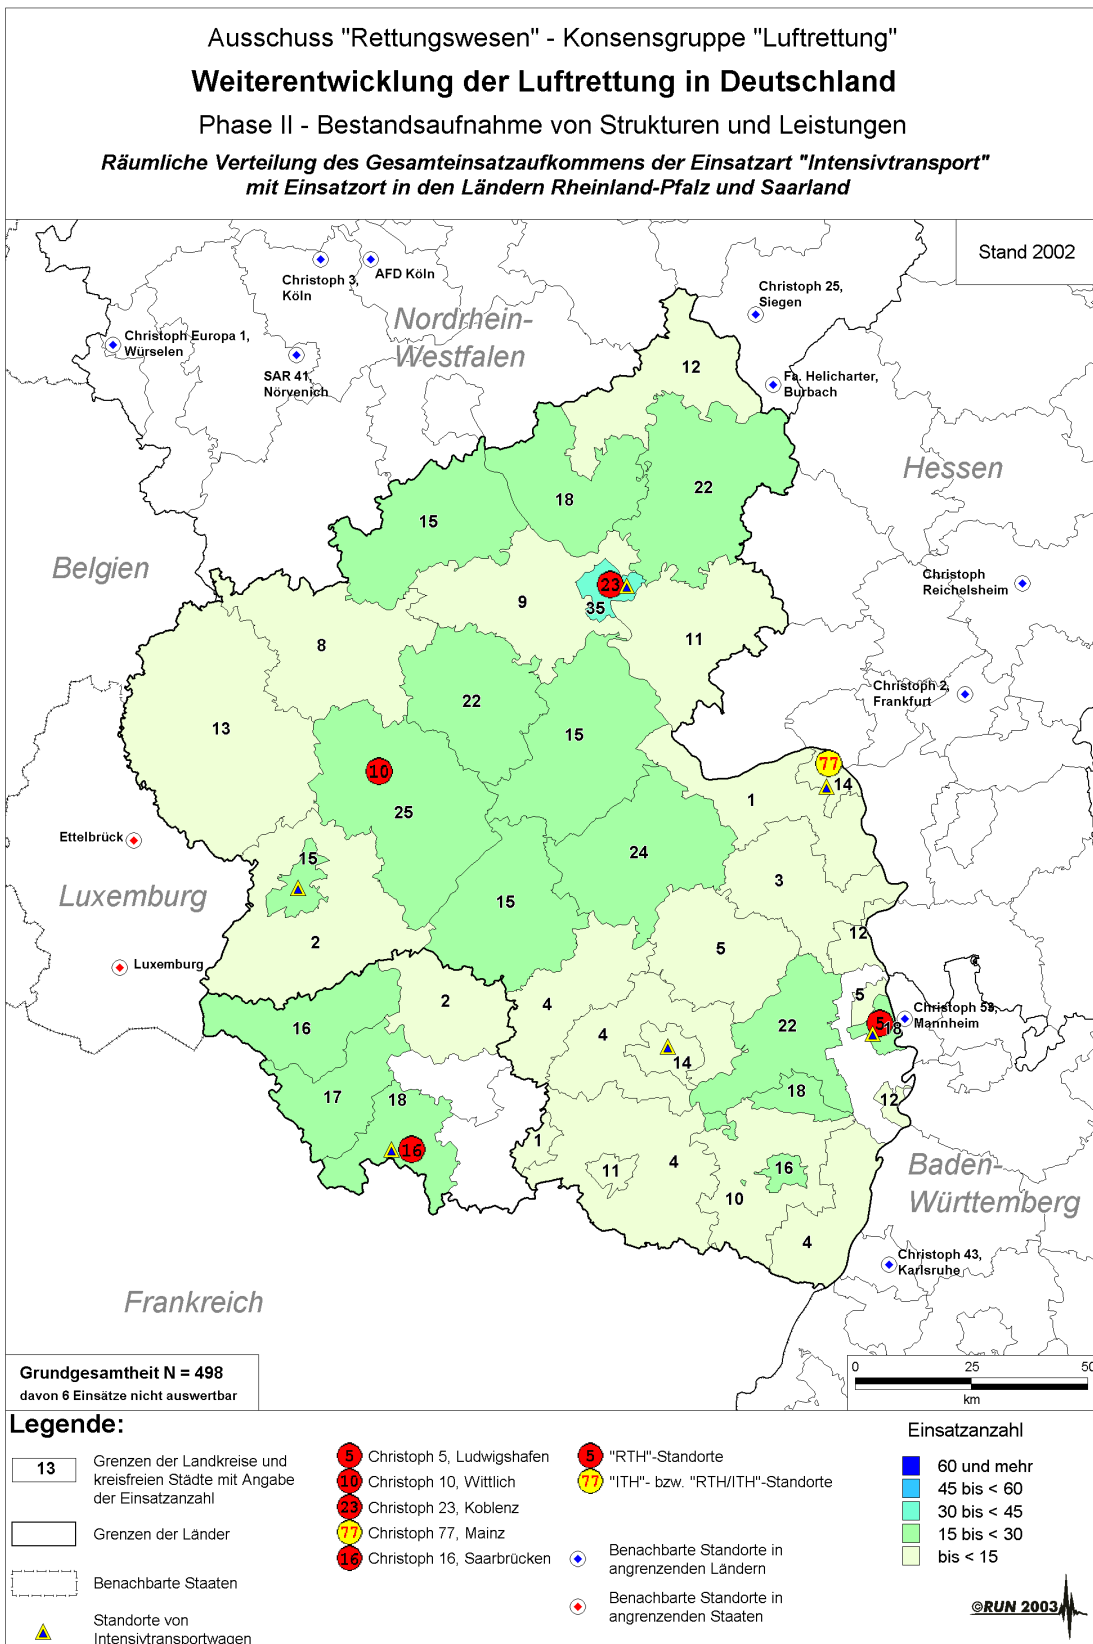 Ausschuss "Rettungswesen" - Konsensgruppe "Luftrettung"
Weiterentwicklung der Luftrettung in Deutschland
Phase II - Bestandsaufnahme von Strukturen und Leistungen
Räumliche Verteilung des Gesamteinsatzaufkommens der Einsatzart "Intensivtransport"
mit Einsatzort in den Ländern Rheinland-Pfalz und Saarland
Stand 2002
Christoph 3,
Köln
AFD Köln
Christoph 25,
Siegen
Nordrhein-
Westfalen
Christoph Europa 1,
Würselen
SAR 41,
Nörvenich
12
Fa. Helicharter,
Burbach
Hessen
22
18
15
Belgien
Christoph
Reichelsheim
23
35
9
11
8
22
13
15
Christoph 2,
Frankfurt
77
14
10
1
25
Ettelbrück
15
24
3
Luxemburg
15
12
2
5
Luxemburg
2
4
5
16
Christoph 53,
Mannheim
5
18
22
4
14
17
18
18
12
1
16
11
4
16
10
Baden-
Württemberg
4
Christoph 43,
Karlsruhe
Frankreich
Grundgesamtheit N = 498
davon 6 Einsätze nicht auswertbar
0 25 50
km
Legende:
13
Grenzen der Landkreise und
kreisfreien Städte mit Angabe
der Einsatzanzahl
Grenzen der Länder
Benachbarte Staaten
Standorte von
Intensivtransportwagen
5 Christoph 5, Ludwigshafen
10 Christoph 10, Wittlich
23 Christoph 23, Koblenz
77 Christoph 77, Mainz
16 Christoph 16, Saarbrücken
5 "RTH"-Standorte
77 "ITH"- bzw. "RTH/ITH"-Standorte
Benachbarte Standorte in
angrenzenden Ländern
Benachbarte Standorte in
angrenzenden Staaten
Einsatzanzahl
60 und mehr
45 bis < 60
30 bis < 45
15 bis < 30
bis < 15
©RUN 2003